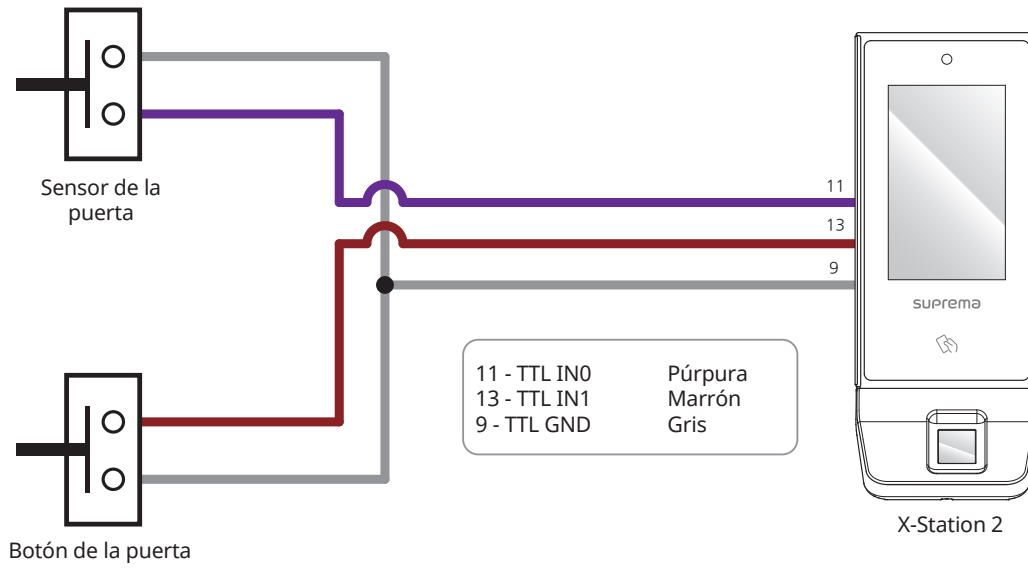 Sensor de la
puerta
11
13
9
suprema
11 - TTL IN0 Púrpura
13 - TTL IN1 Marrón
9 - TTL GND Gris
X-Station 2
Botón de la puerta